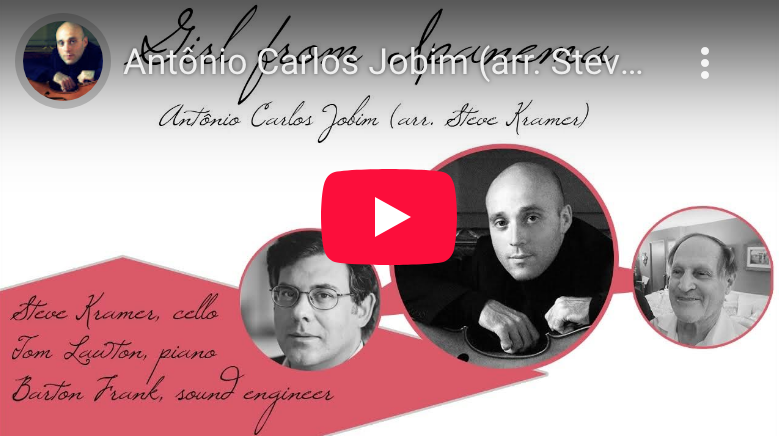 Girl from Ipanema
António Carlos Jobim (arr. Stev...
Antônio Carlos Jobim (arr. Steve Kramer)
Steve Kramer, cello
Tom Lawton, piano
Barton Frank, sound engineer